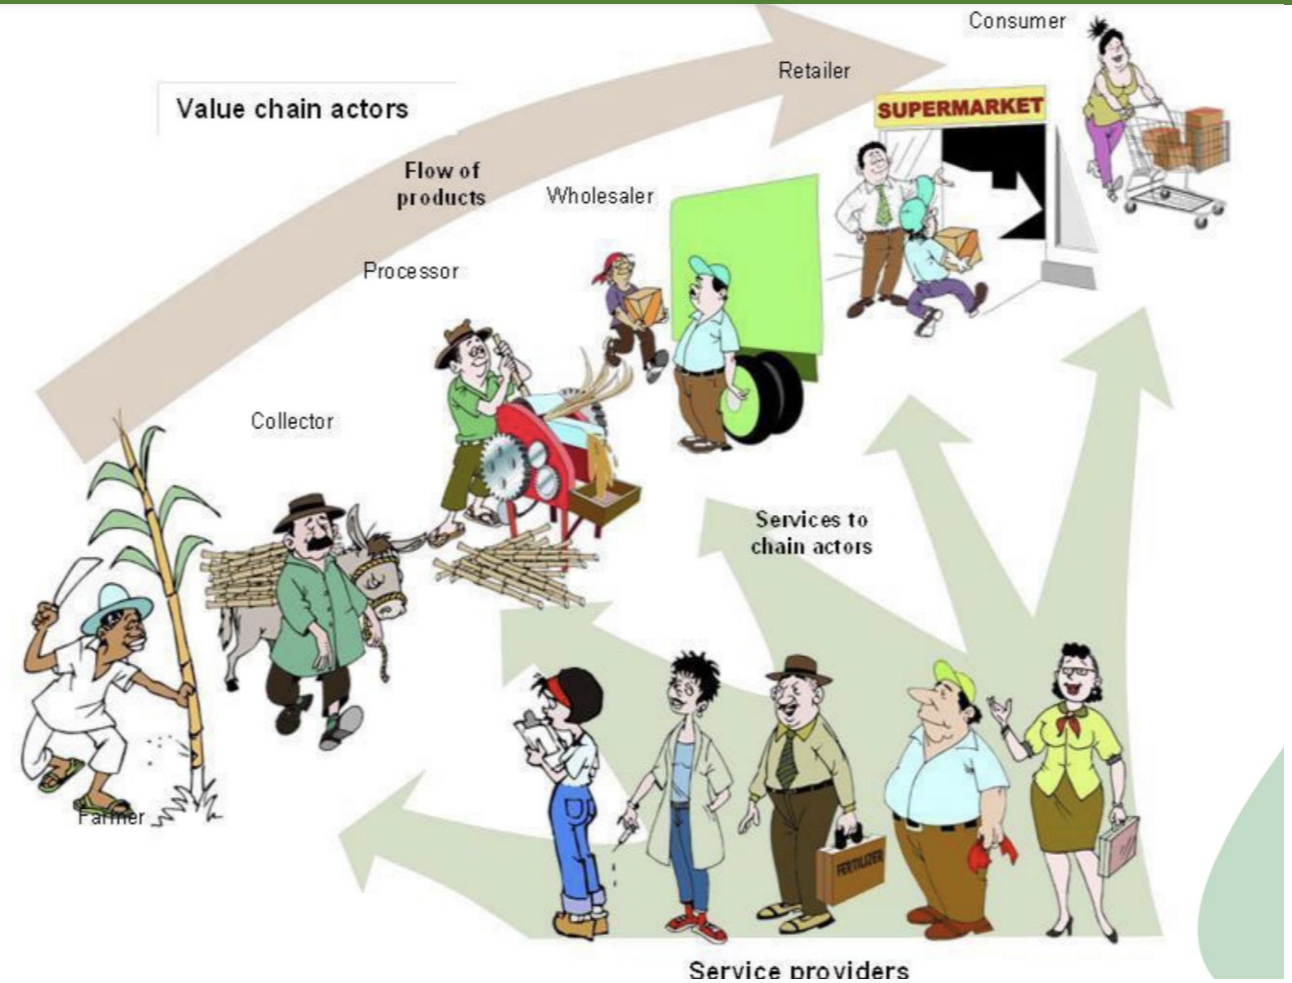 Consumer
Retailer
Value chain actors
SUPERMARKET
Flow of
products
Wholesaler
Processor
Collector
Services to
chain actors
Farmer
FERTILIZER
Service providers